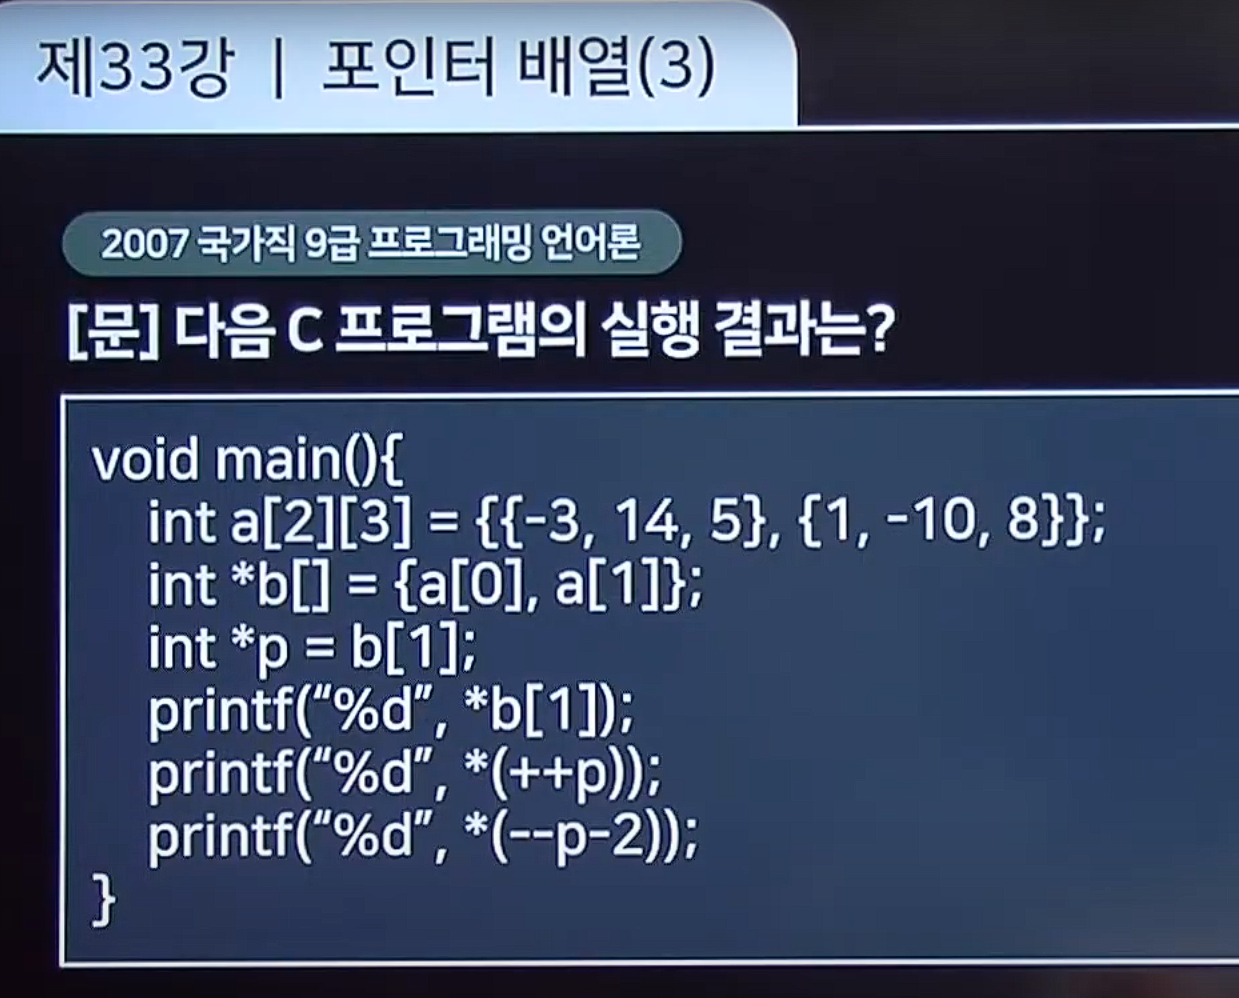 제33강 | 포인터 배열(3)
2007 국가직 9급 프로그래밍 언어론
[문] 다음 C 프로그램의 실행 결과는?
void main(){
int a[2][3] = {{-3, 14, 5}, {1, -10, 8}};
int *b[] = {a[0], a[1]};
int *p = b[1];
printf(“%d”, *b[1]);
printf(“%d”, *(++p));
printf(“%d”, *(--p-2));
}